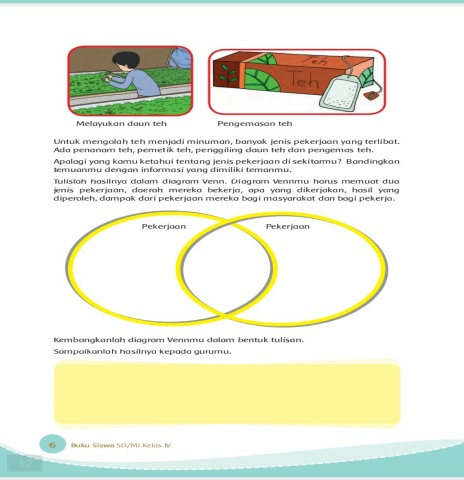 Teh
Teh
Melayukan daun teh
Pengemasan teh
Untuk mengolah teh menjadi minuman, banyak jenis pekerjaan yang terlibat.
Ada penanam teh, pemetik teh, penggiling daun teh dan pengemas teh.
Apalagi yang kamu ketahui tentang jenis pekerjaan di sekitarmu? Bandingkan
temuanmu dengan informasi yang dimiliki temanmu.
Tulislah hasilnya dalam diagram Venn. Diagram Vennmu harus memuat dua
jenis pekerjaan, daerah mereka bekerja, apa yang dikerjakan, hasil yang
diperoleh, dampak dari pekerjaan mereka bagi masyarakat dan bagi pekerja.
Pekerjaan
Pekerjaan
Kembangkanlah diagram Vennmu dalam bentuk tulisan.
Sampaikanlah hasilnya kepada gurumu.
6 Buku Siswa SD/MI Kelas IV
12